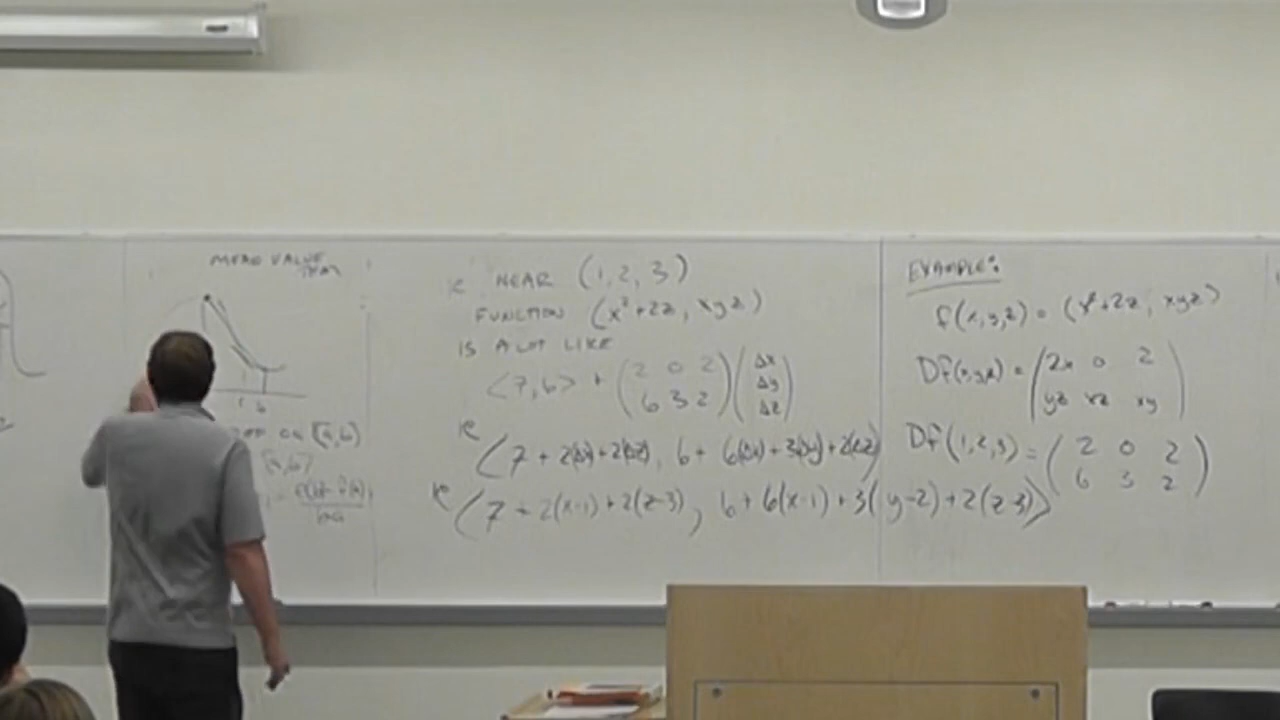 MEAN VALUE
THM
ON [a,b]
NEAR (1,2,3)
FUNCTION (x²+2z, xyz)
IS A LOT LIKE
<7,6> + (2 0 2 / 6 3 2)(Δx / Δy / Δz)
ie (7 + 2(Δx)+2(Δz), 6 + 6(Δx)+3(Δy)+2(Δz))
ie (7 + 2(x-1)+2(z-3), 6+6(x-1)+3(y-2)+2(z-3))
EXAMPLE:
f(x,y,z) = (x²+2z, xyz)
Df(x,y,z) = (2x 0 2 / yz xz xy)
Df(1,2,3) = (2 0 2 / 6 3 2)